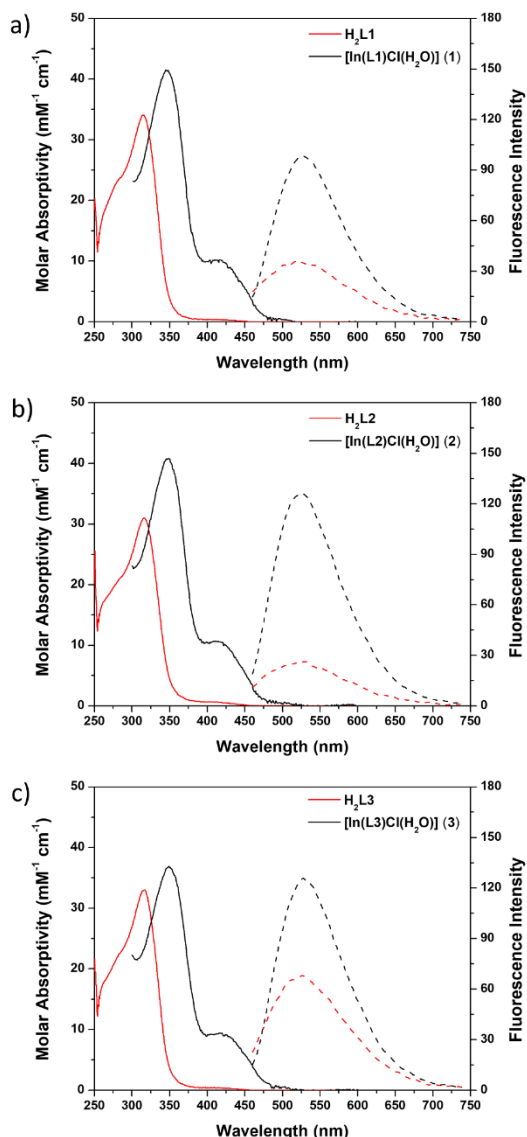 a)
H₂L1
[In(L1)Cl(H₂O)] (1)
Molar Absorptivity (mM⁻¹ cm⁻¹)
50
40
30
20
10
0
180
150
120
90
60
30
0
Fluorescence Intensity
250 300 350 400 450 500 550 600 650 700 750
Wavelength (nm)
b)
H₂L2
[In(L2)Cl(H₂O)] (2)
Molar Absorptivity (mM⁻¹ cm⁻¹)
50
40
30
20
10
0
180
150
120
90
60
30
0
Fluorescence Intensity
250 300 350 400 450 500 550 600 650 700 750
Wavelength (nm)
c)
H₂L3
[In(L3)Cl(H₂O)] (3)
Molar Absorptivity (mM⁻¹ cm⁻¹)
50
40
30
20
10
0
180
150
120
90
60
30
0
Fluorescence Intensity
250 300 350 400 450 500 550 600 650 700 750
Wavelength (nm)